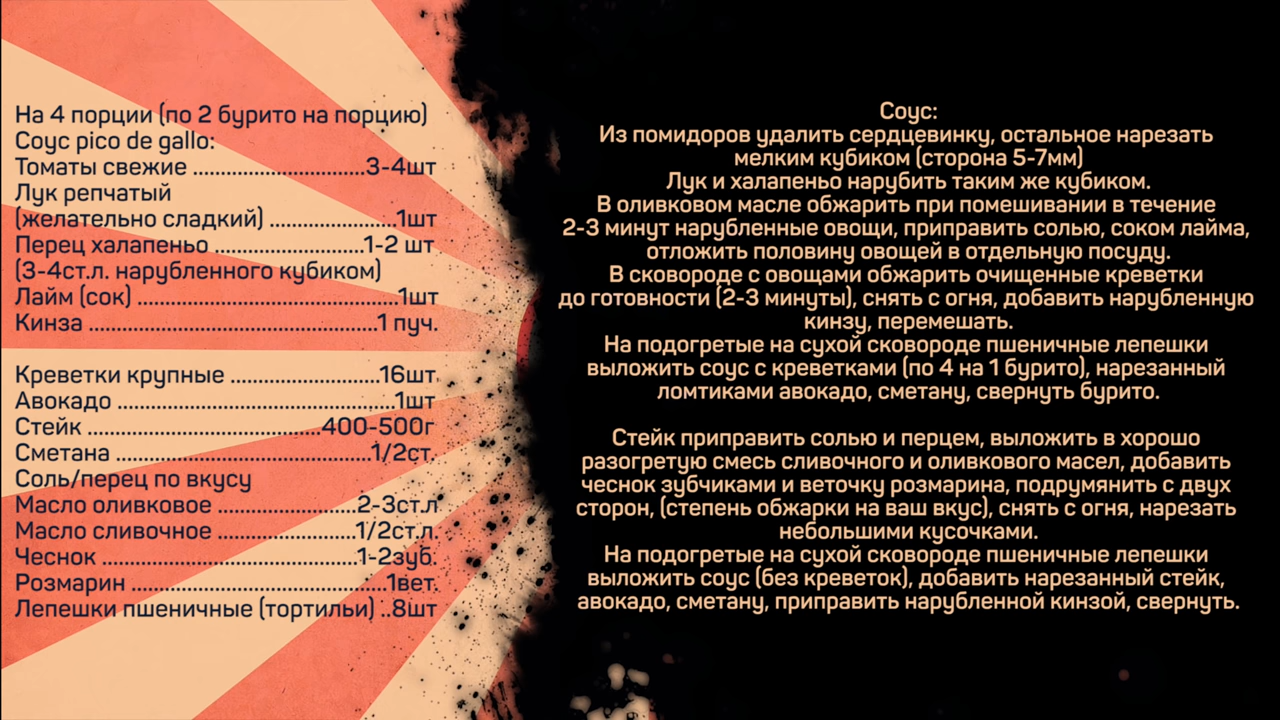 На 4 порции (по 2 бурито на порцию)
Соус pico de gallo:
Томаты свежие ................................3-4шт
Лук репчатый
(желательно сладкий) .......................1шт
Перец халапеньо ...........................1-2 шт
(3-4ст.л. нарубленного кубиком)
Лайм (сок) ...............................................1шт
Кинза .....................................................1 пуч.
Креветки крупные ...........................16шт.
Авокадо ................................................1шт
Стейк ...........................................400-500г
Сметана ..............................................1/2ст.
Соль/перец по вкусу
Масло оливковое .........................2-3ст.л
Масло сливочное .........................1/2ст.л.
Чеснок ................................................1-2зуб.
Розмарин ..............................................1вет.
Лепешки пшеничные (тортильи) ..8шт
Соус:
Из помидоров удалить сердцевинку, остальное нарезать
мелким кубиком (сторона 5-7мм)
Лук и халапеньо нарубить таким же кубиком.
В оливковом масле обжарить при помешивании в течение
2-3 минут нарубленные овощи, приправить солью, соком лайма,
отложить половину овощей в отдельную посуду.
В сковороде с овощами обжарить очищенные креветки
до готовности (2-3 минуты), снять с огня, добавить нарубленную
кинзу, перемешать.
На подогретые на сухой сковороде пшеничные лепешки
выложить соус с креветками (по 4 на 1 бурито), нарезанный
ломтиками авокадо, сметану, свернуть бурито.
Стейк приправить солью и перцем, выложить в хорошо
разогретую смесь сливочного и оливкового масел, добавить
чеснок зубчиками и веточку розмарина, подрумянить с двух
сторон, (степень обжарки на ваш вкус), снять с огня, нарезать
небольшими кусочками.
На подогретые на сухой сковороде пшеничные лепешки
выложить соус (без креветок), добавить нарезанный стейк,
авокадо, сметану, приправить нарубленной кинзой, свернуть.